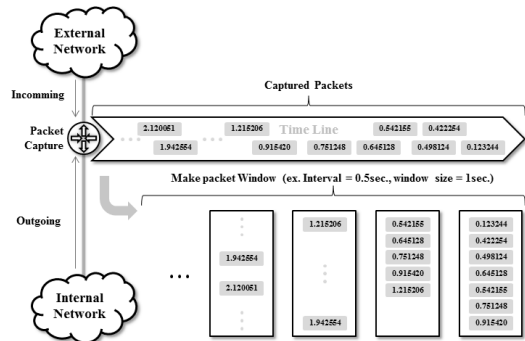 External
Network
Incomming
Captured Packets
Packet
Capture
2.120051 1.215206 Time Line 0.542155 0.422254
1.942554 0.915420 0.751248 0.645128 0.498124 0.123244
Make packet Window (ex. Interval = 0.5sec., window size = 1sec.)
Outgoing
Internal
Network
...
1.942554
2.120051
1.215206
1.942554
0.542155
0.645128
0.751248
0.915420
1.215206
0.123244
0.422254
0.498124
0.645128
0.542155
0.751248
0.915420